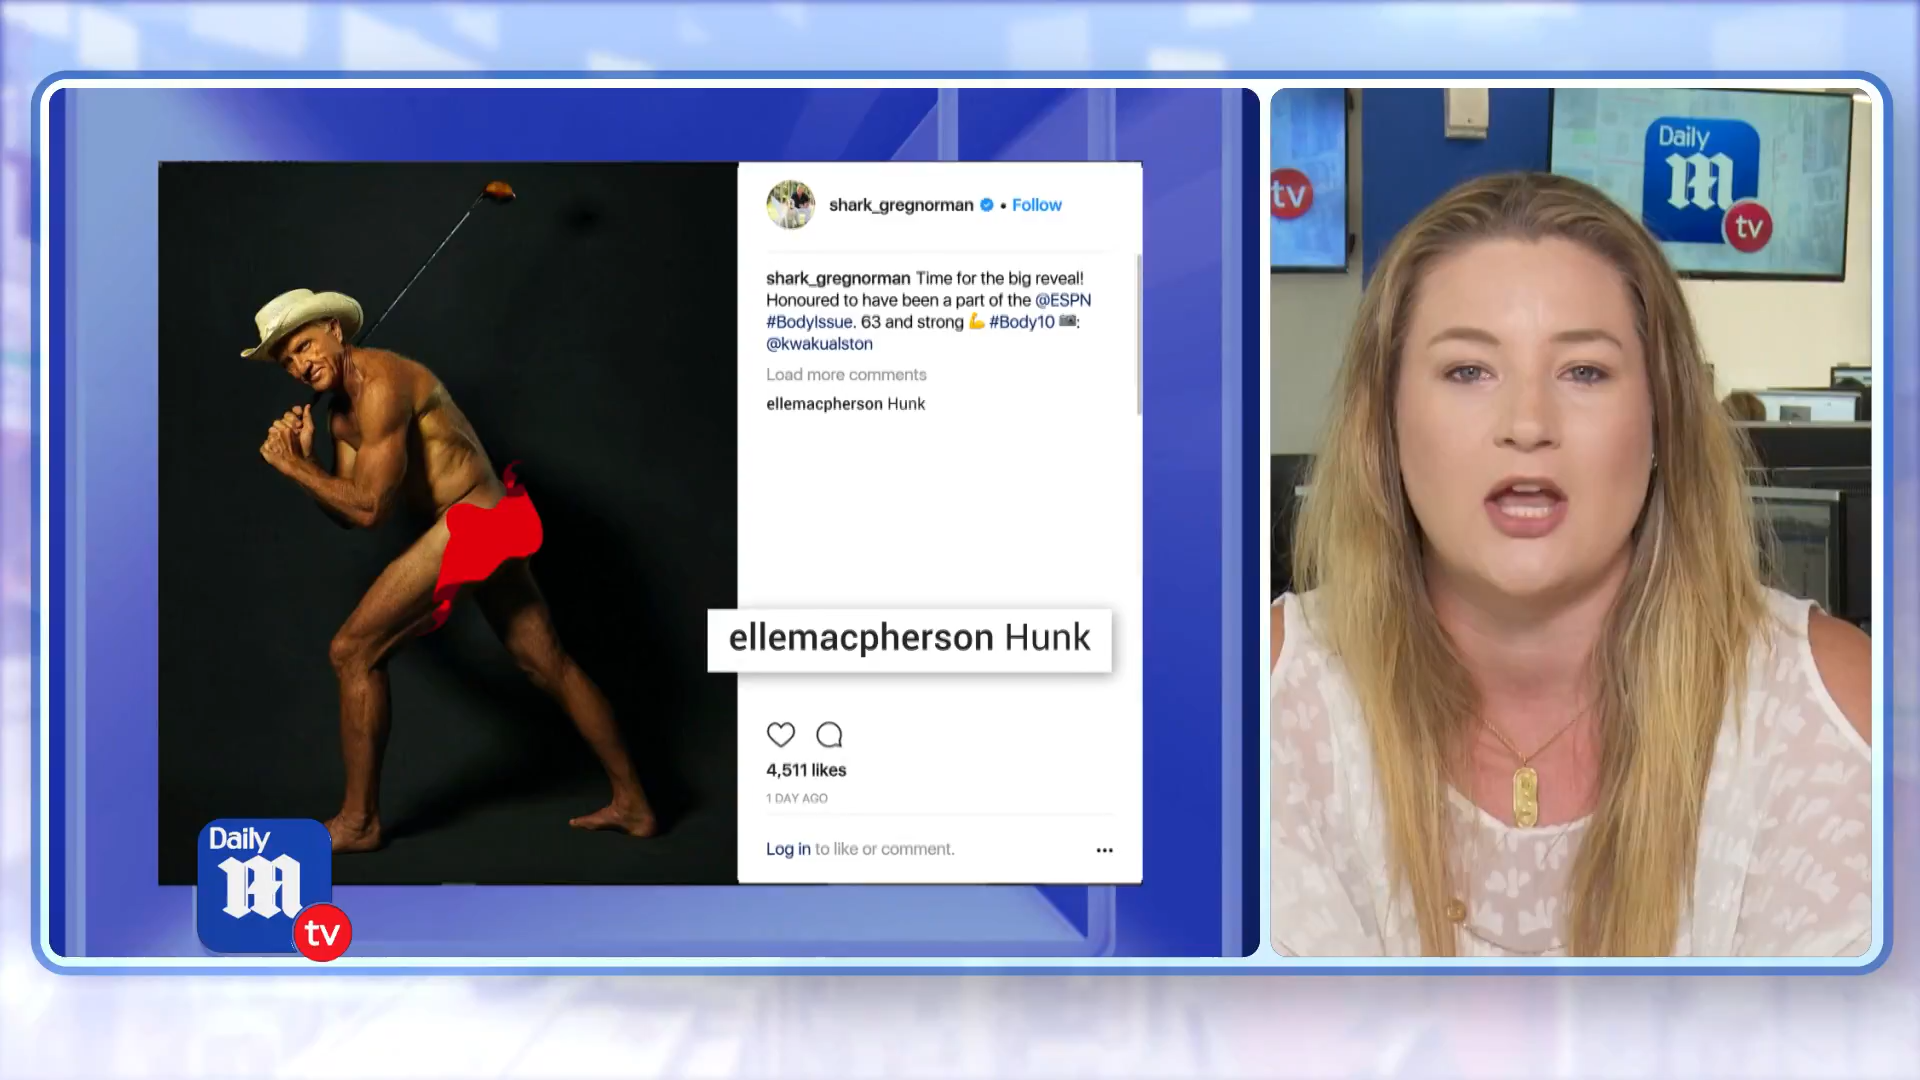 shark_gregnorman • Follow
shark_gregnorman Time for the big reveal!
Honoured to have been a part of the @ESPN
#BodyIssue. 63 and strong 💪 #Body10 📷:
@kwakualston
Load more comments
ellemacpherson Hunk
ellemacpherson Hunk
4,511 likes
1 DAY AGO
Log in to like or comment.
Daily
M
tv
tv
Daily
M
tv